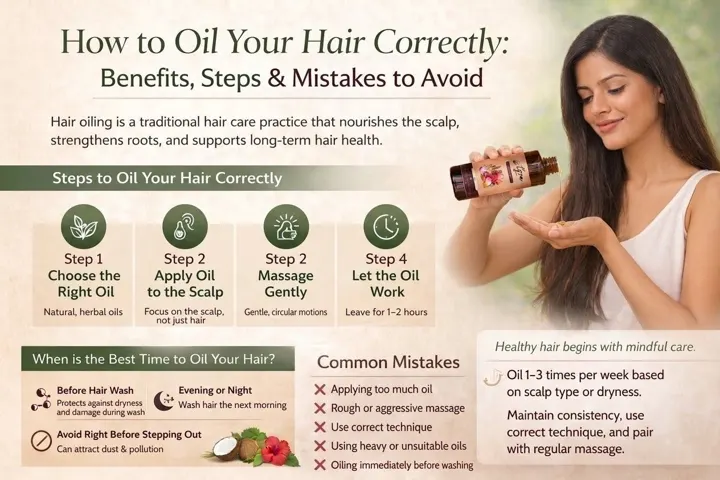 How to Oil Your Hair Correctly:
Benefits, Steps & Mistakes to Avoid
Hair oiling is a traditional hair care practice that nourishes the scalp,
strengthens roots, and supports long-term hair health.
Steps to Oil Your Hair Correctly
Step 1
Choose the
Right Oil
Natural, herbal oils
Step 2
Apply Oil
to the Scalp
Focus on the scalp,
not just hair
Step 2
Massage
Gently
Gentle, circular motions
Step 4
Let the Oil
Work
Leave for 1–2 hours
When is the Best Time to Oil Your Hair?
Before Hair Wash
Protects against dryness
and damage during wash
Evening or Night
Wash hair the next morning
Avoid Right Before Stepping Out
Can attract dust & pollution
Common Mistakes
Applying too much oil
Rough or aggressive massage
Use correct technique
Using heavy or unsuitable oils
Oiling immediately before washing
Healthy hair begins with mindful care.
Oil 1–3 times per week based
on scalp type or dryness.
Maintain consistency, use
correct technique, and pair
with regular massage.